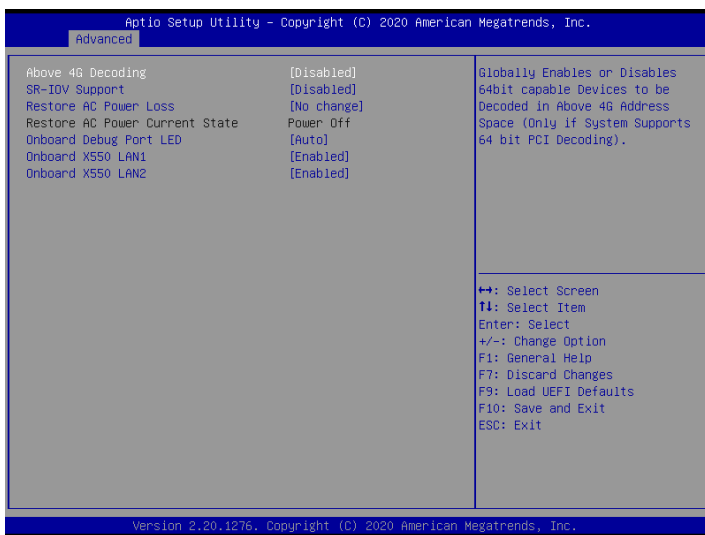 Aptio Setup Utility – Copyright (C) 2020 American Megatrends, Inc.
Advanced
Above 4G Decoding [Disabled]
SR-IOV Support [Disabled]
Restore AC Power Loss [No change]
Restore AC Power Current State Power Off
Onboard Debug Port LED [Auto]
Onboard X550 LAN1 [Enabled]
Onboard X550 LAN2 [Enabled]
Globally Enables or Disables
64bit capable Devices to be
Decoded in Above 4G Address
Space (Only if System Supports
64 bit PCI Decoding).
↔: Select Screen
↑↓: Select Item
Enter: Select
+/-: Change Option
F1: General Help
F7: Discard Changes
F9: Load UEFI Defaults
F10: Save and Exit
ESC: Exit
Version 2.20.1276. Copyright (C) 2020 American Megatrends, Inc.